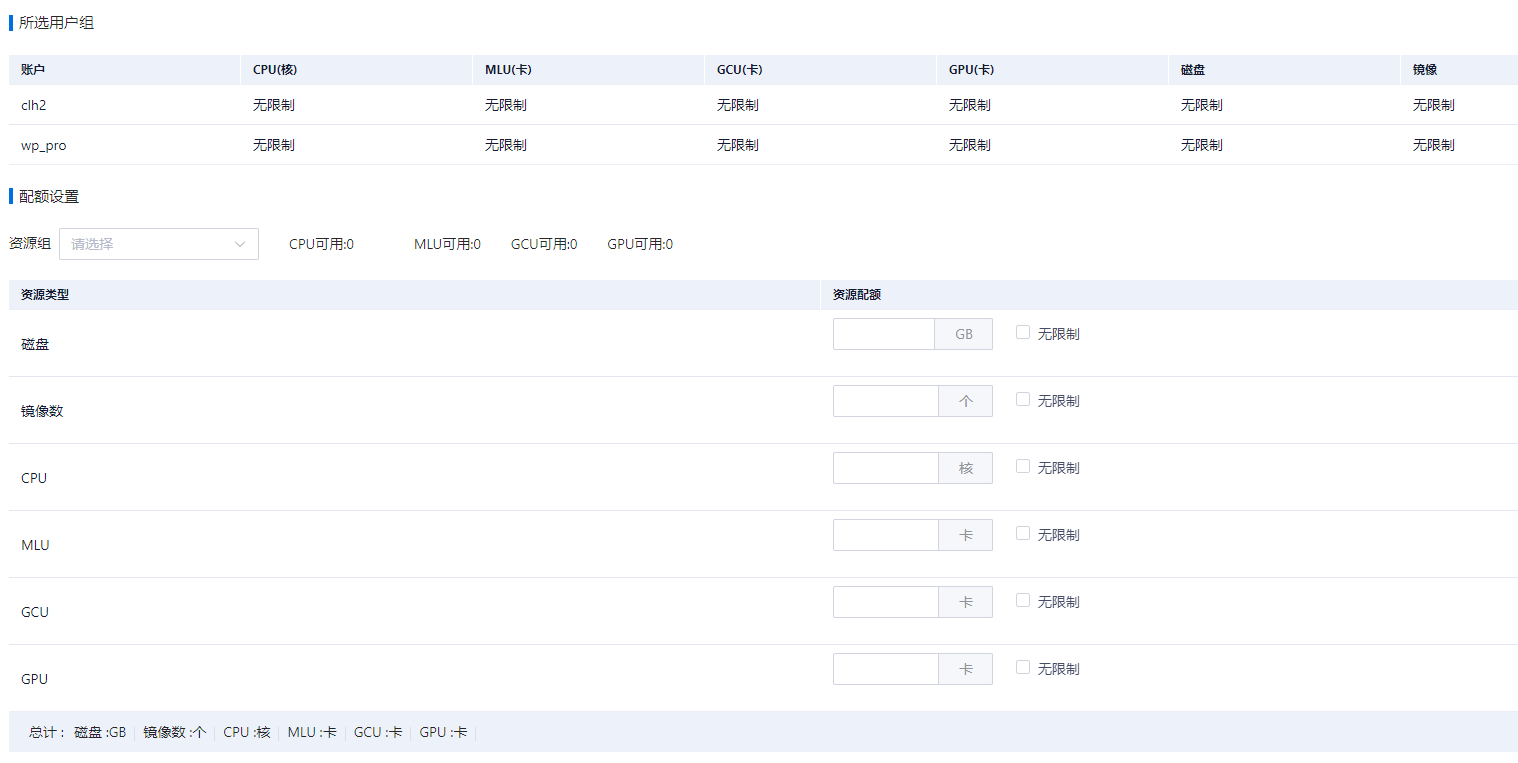 所选用户组
账户 CPU(核) MLU(卡) GCU(卡) GPU(卡) 磁盘 镜像
clh2 无限制 无限制 无限制 无限制 无限制 无限制
wp_pro 无限制 无限制 无限制 无限制 无限制 无限制
配额设置
资源组 请选择 CPU可用:0 MLU可用:0 GCU可用:0 GPU可用:0
资源类型 资源配额
磁盘 GB 无限制
镜像数 个 无限制
CPU 核 无限制
MLU 卡 无限制
GCU 卡 无限制
GPU 卡 无限制
总计： 磁盘 :GB 镜像数 :个 CPU :核 MLU :卡 GCU :卡 GPU :卡